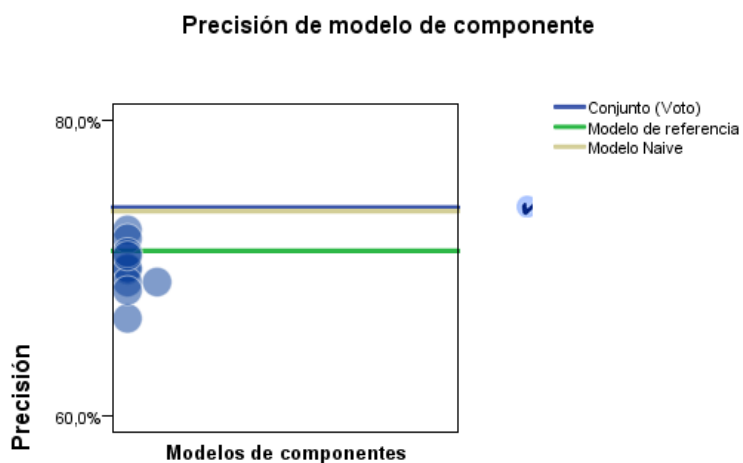 Precisión de modelo de componente
Conjunto (Voto)
Modelo de referencia
Modelo Naive
80,0%
60,0%
Precisión
Modelos de componentes